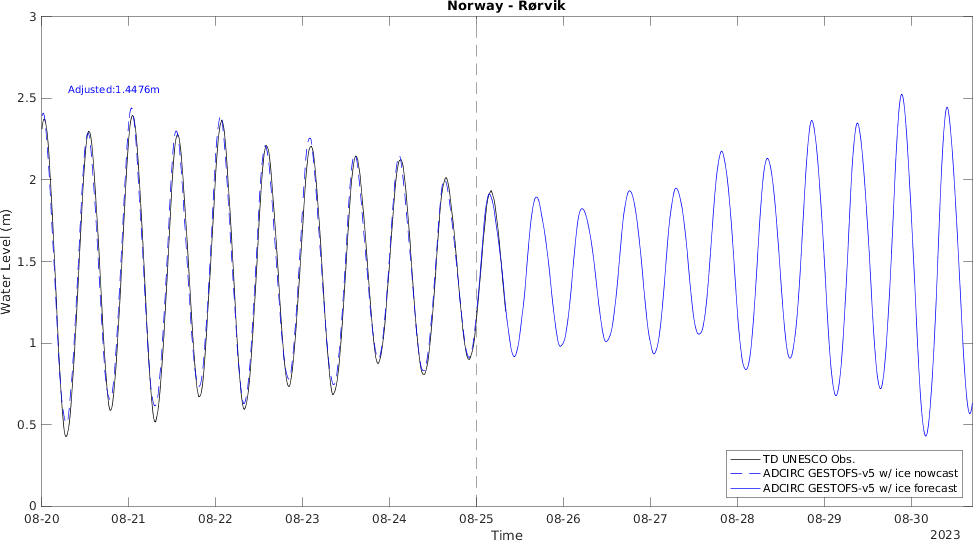 Norway - Rørvik
Adjusted:1.4476m
Water Level (m)
3
2.5
2
1.5
1
0.5
0
08-20 08-21 08-22 08-23 08-24 08-25 08-26 08-27 08-28 08-29 08-30
Time
2023
TD UNESCO Obs.
ADCIRC GESTOFS-v5 w/ ice nowcast
ADCIRC GESTOFS-v5 w/ ice forecast